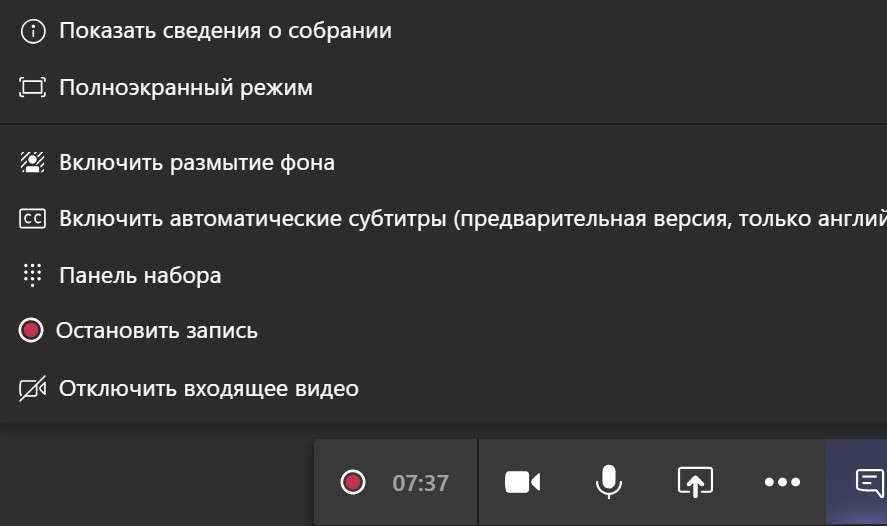 Показать сведения о собрании
Полноэкранный режим
Включить размытие фона
CC Включить автоматические субтитры (предварительная версия, только англий
Панель набора
Остановить запись
Отключить входящее видео
07:37